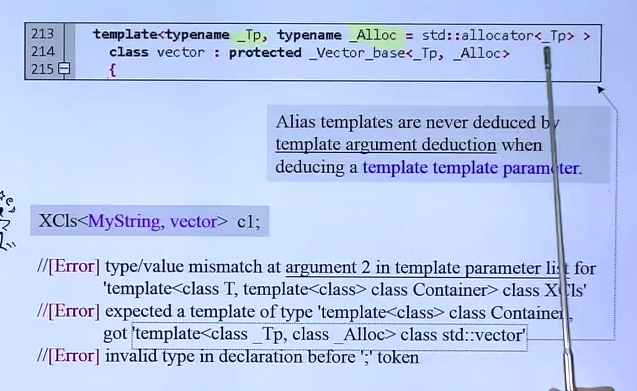 213 template<typename _Tp, typename _Alloc = std::allocator<_Tp> >
214 class vector : protected _Vector_base<_Tp, _Alloc>
215 {
Alias templates are never deduced by
template argument deduction when
deducing a template template parameter.
XCls<MyString, vector> c1;
//[Error] type/value mismatch at argument 2 in template parameter list for
'template<class T, template<class> class Container> class XCls'
//[Error] expected a template of type 'template<class> class Container,
got 'template<class _Tp, class _Alloc> class std::vector'
//[Error] invalid type in declaration before ';' token